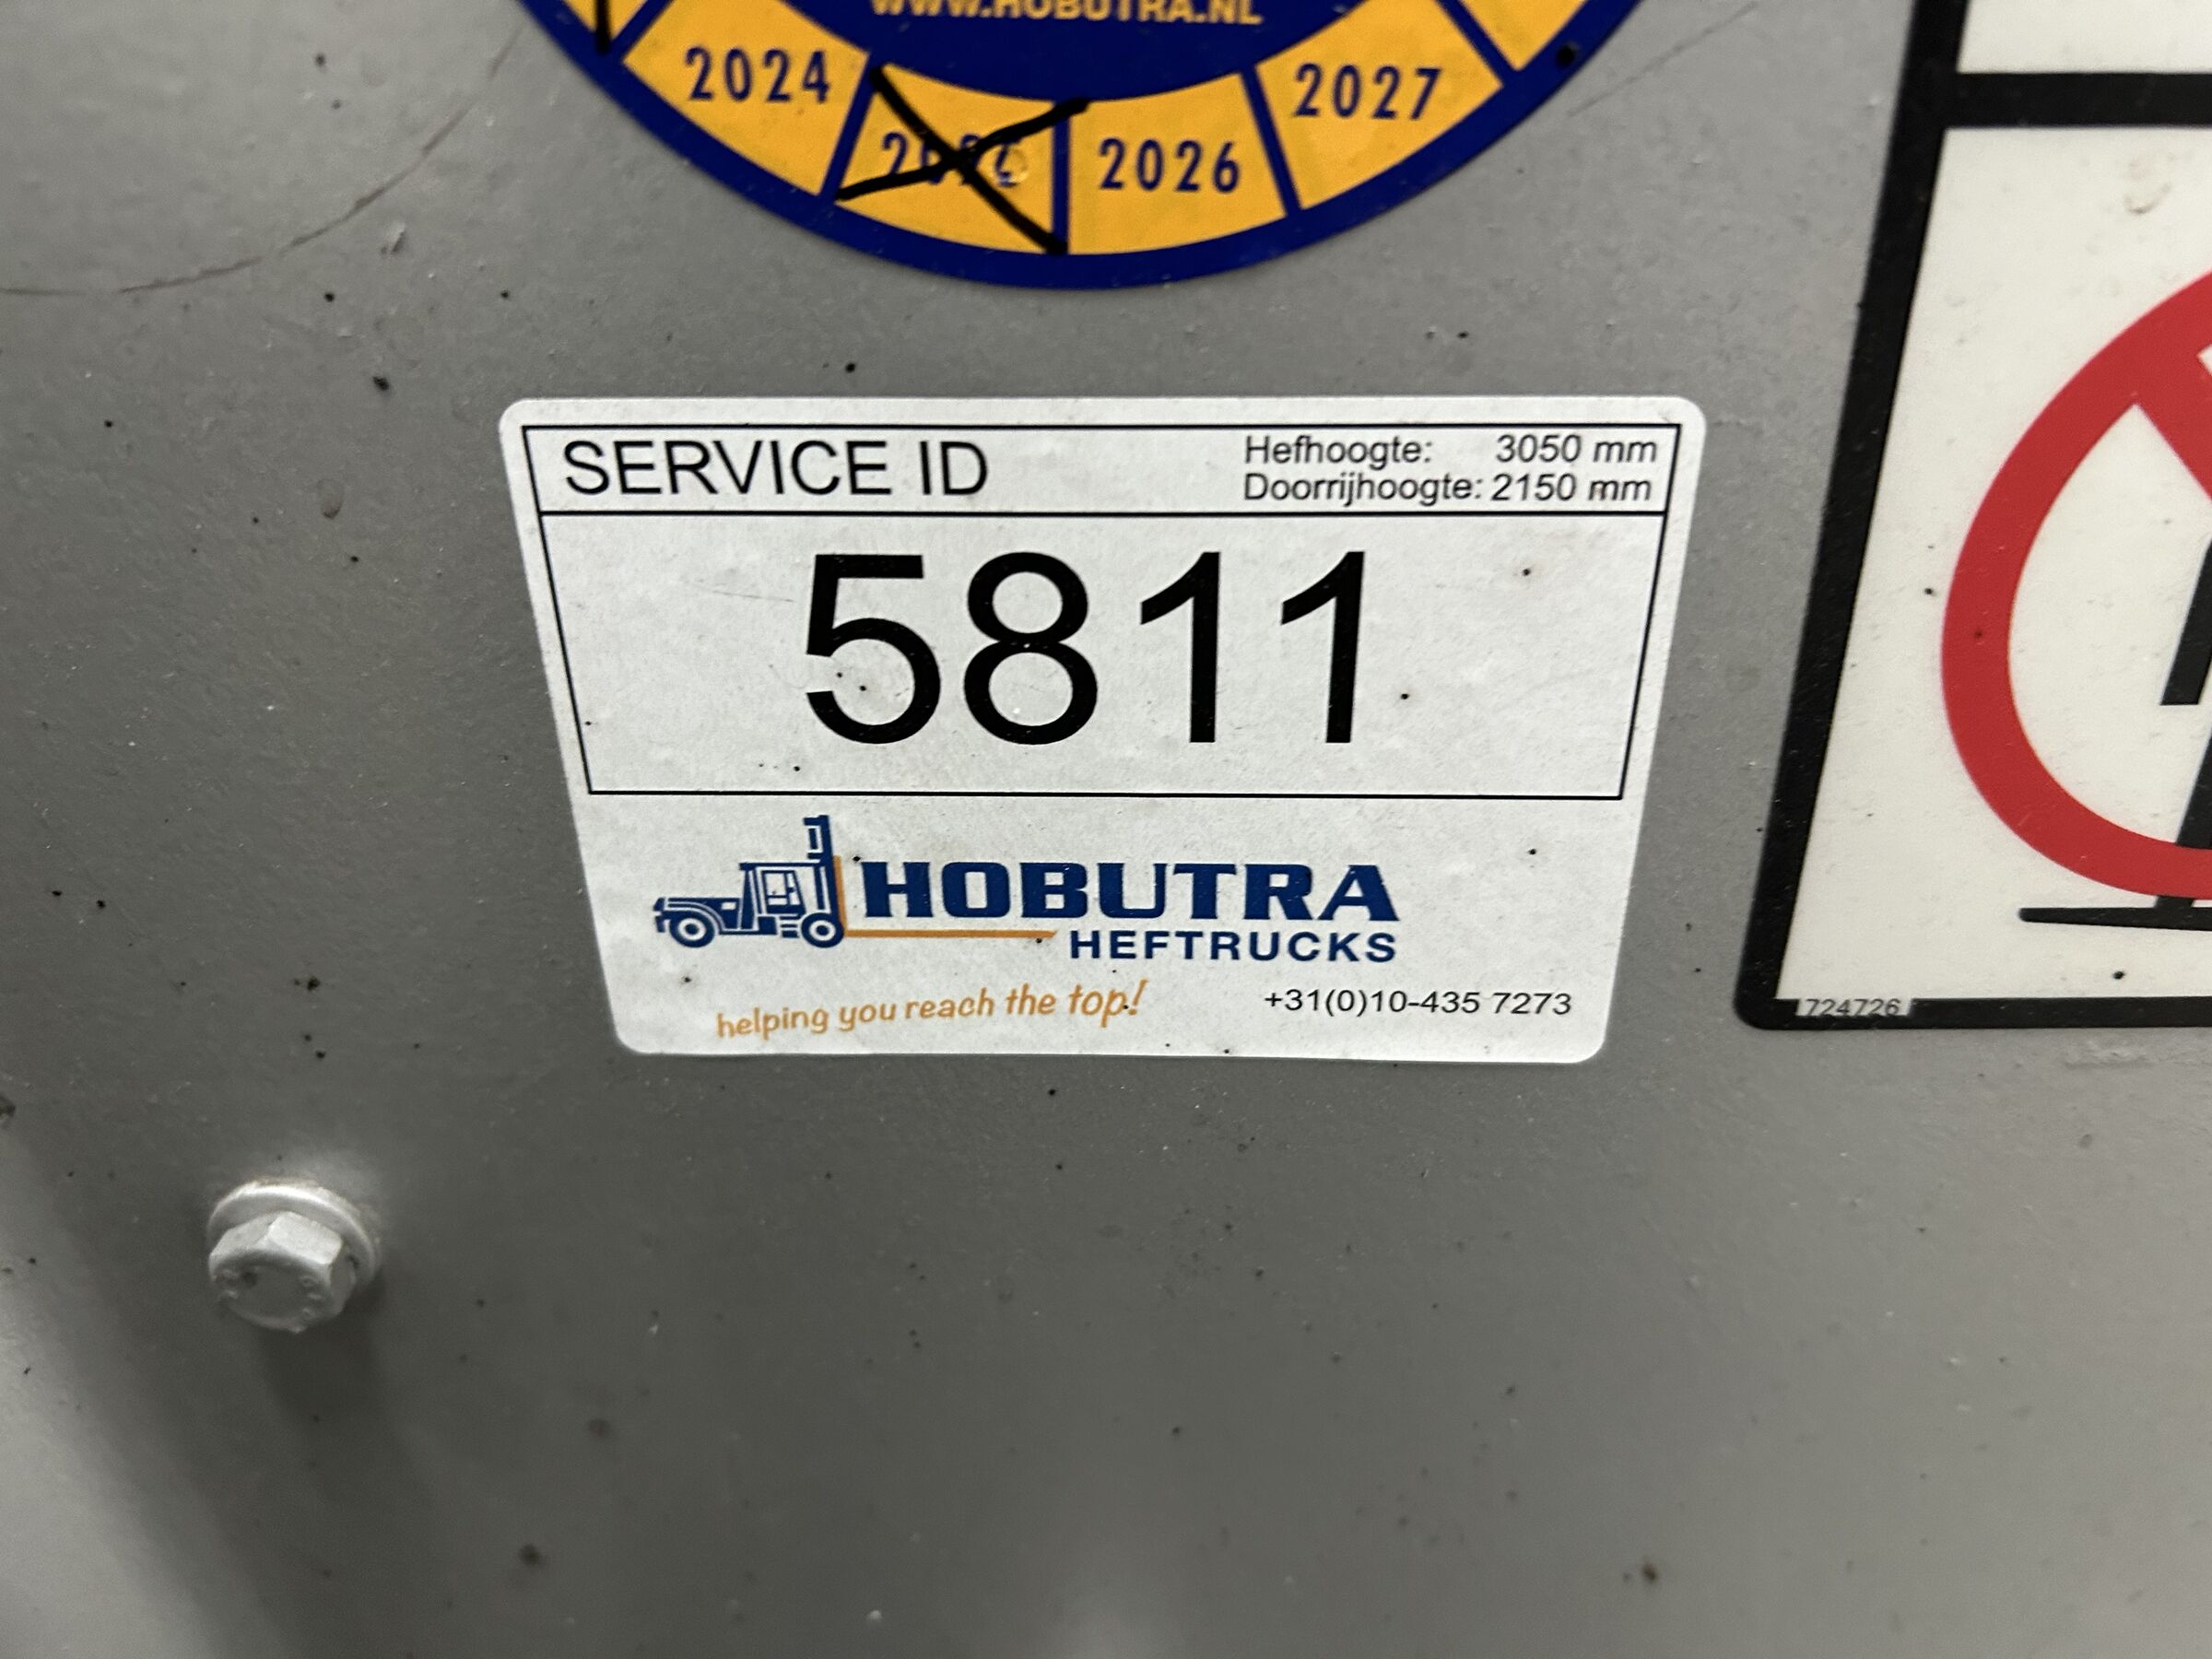 WWW.HOBUTRA.NL
2024
2025
2026
2027
SERVICE ID
Hefhoogte: 3050 mm
Doorrijhoogte: 2150 mm
5811
HOBUTRA
HEFTRUCKS
helping you reach the top!
+31(0)10-435 7273
724726